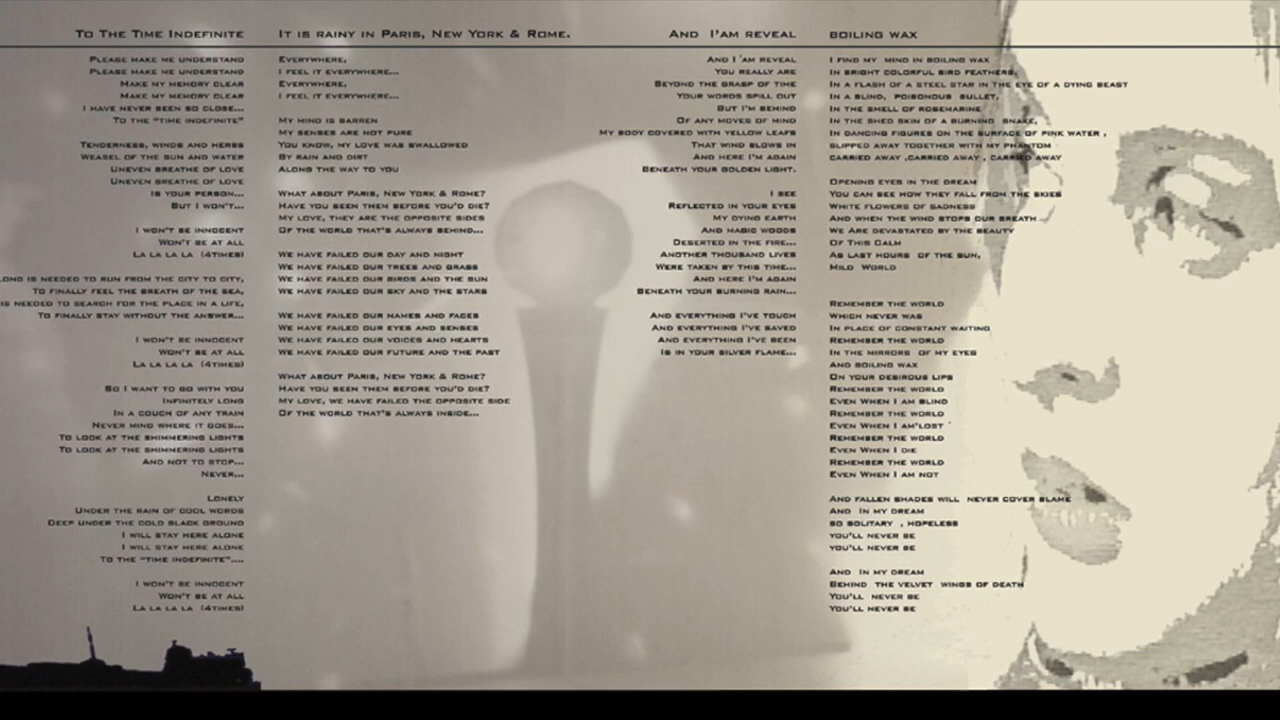 TO THE TIME INDEFINITE
PLEASE MAKE ME UNDERSTAND
PLEASE MAKE ME UNDERSTAND
MAKE MY MEMORY CLEAR
MAKE MY MEMORY CLEAR
I HAVE NEVER BEEN SO CLOSE...
TO THE "TIME INDEFINITE"
TENDERNESS, WINDS AND HERBS
WEASEL OF THE SUN AND WATER
UNEVEN BREATHE OF LOVE
UNEVEN BREATHE OF LOVE
IS YOUR PERSON...
BUT I WON'T...
I WON'T BE INNOCENT
WON'T BE AT ALL
LA LA LA LA (4TIMES)
LONG IS NEEDED TO RUN FROM THE CITY TO CITY,
TO FINALLY FEEL THE BREATH OF THE SEA,
IS NEEDED TO SEARCH FOR THE PLACE IN A LIFE,
TO FINALLY STAY WITHOUT THE ANSWER...
I WON'T BE INNOCENT
WON'T BE AT ALL
LA LA LA LA (4TIMES)
SO I WANT TO GO WITH YOU
INFINITELY LONG
IN A COUCH OF ANY TRAIN
NEVER MIND WHERE IT GOES...
TO LOOK AT THE SHIMMERING LIGHTS
TO LOOK AT THE SHIMMERING LIGHTS
AND NOT TO STOP...
NEVER...
LONELY
UNDER THE RAIN OF COOL WORDS
DEEP UNDER THE COLD BLACK GROUND
I WILL STAY HERE ALONE
I WILL STAY HERE ALONE
TO THE "TIME INDEFINITE"....
I WON'T BE INNOCENT
WON'T BE AT ALL
LA LA LA LA (4TIMES)
IT IS RAINY IN PARIS, NEW YORK & ROME.
EVERYWHERE,
I FEEL IT EVERYWHERE...
EVERYWHERE,
I FEEL IT EVERYWHERE...
MY MIND IS BARREN
MY SENSES ARE NOT PURE
YOU KNOW, MY LOVE WAS SWALLOWED
BY RAIN AND DIRT
ALONG THE WAY TO YOU
WHAT ABOUT PARIS, NEW YORK & ROME?
HAVE YOU SEEN THEM BEFORE YOU'D DIE?
MY LOVE, THEY ARE THE OPPOSITE SIDES
OF THE WORLD THAT'S ALWAYS BEHIND...
WE HAVE FAILED OUR DAY AND NIGHT
WE HAVE FAILED OUR TREES AND GRASS
WE HAVE FAILED OUR BIRDS AND THE SUN
WE HAVE FAILED OUR SKY AND THE STARS
WE HAVE FAILED OUR NAMES AND FACES
WE HAVE FAILED OUR EYES AND SENSES
WE HAVE FAILED OUR VOICES AND HEARTS
WE HAVE FAILED OUR FUTURE AND THE PAST
WHAT ABOUT PARIS, NEW YORK & ROME?
HAVE YOU SEEN THEM BEFORE YOU'D DIE?
MY LOVE, WE HAVE FAILED THE OPPOSITE SIDE
OF THE WORLD THAT'S ALWAYS INSIDE...
AND I'AM REVEAL
AND I 'AM REVEAL
YOU REALLY ARE
BEYOND THE GRASP OF TIME
YOUR WORDS SPILL OUT
BUT I'M BEHIND
OF ANY MOVES OF MIND
MY BODY COVERED WITH YELLOW LEAFS
THAT WIND BLOWS IN
AND HERE I'M AGAIN
BENEATH YOUR GOLDEN LIGHT.
I SEE
REFLECTED IN YOUR EYES
MY DYING EARTH
AND MAGIC WOODS
DESERTED IN THE FIRE...
ANOTHER THOUSAND LIVES
WERE TAKEN BY THIS TIME...
AND HERE I'M AGAIN
BENEATH YOUR BURNING RAIN...
AND EVERYTHING I'VE TOUCH
AND EVERYTHING I'VE SAVED
AND EVERYTHING I'VE BEEN
IS IN YOUR SILVER FLAME...
BOILING WAX
I FIND MY MIND IN BOILING WAX
IN BRIGHT COLORFUL BIRD FEATHERS,
IN A FLASH OF A STEEL STAR IN THE EYE OF A DYING BEAST
IN A BLIND, POISONOUS BULLET,
IN THE SMELL OF ROSEMARINE
IN THE SHED SKIN OF A BURNING SNAKE,
IN DANCING FIGURES ON THE SURFACE OF PINK WATER ,
SLIPPED AWAY TOGETHER WITH MY PHANTOM
CARRIED AWAY ,CARRIED AWAY , CARRIED AWAY
OPENING EYES IN THE DREAM
YOU CAN SEE HOW THEY FALL FROM THE SKIES
WHITE FLOWERS OF SADNESS
AND WHEN THE WIND STOPS OUR BREATH
WE ARE DEVASTATED BY THE BEAUTY
OF THIS CALM
AS LAST HOURS OF THE SUN,
MILD WORLD
REMEMBER THE WORLD
WHICH NEVER WAS
IN PLACE OF CONSTANT WAITING
REMEMBER THE WORLD
IN THE MIRRORS OF MY EYES
AND BOILING WAX
ON YOUR DESIROUS LIPS
REMEMBER THE WORLD
EVEN WHEN I AM BLIND
REMEMBER THE WORLD
EVEN WHEN I AM'LOST
REMEMBER THE WORLD
EVEN WHEN I DIE
REMEMBER THE WORLD
EVEN WHEN I AM NOT
AND FALLEN SHADES WILL NEVER COVER BLAME
AND IN MY DREAM
SO SOLITARY , HOPELESS
YOU'LL NEVER BE
YOU'LL NEVER BE
AND IN MY DREAM
BEHIND THE VELVET WINGS OF DEATH
YOU'LL NEVER BE
YOU'LL NEVER BE